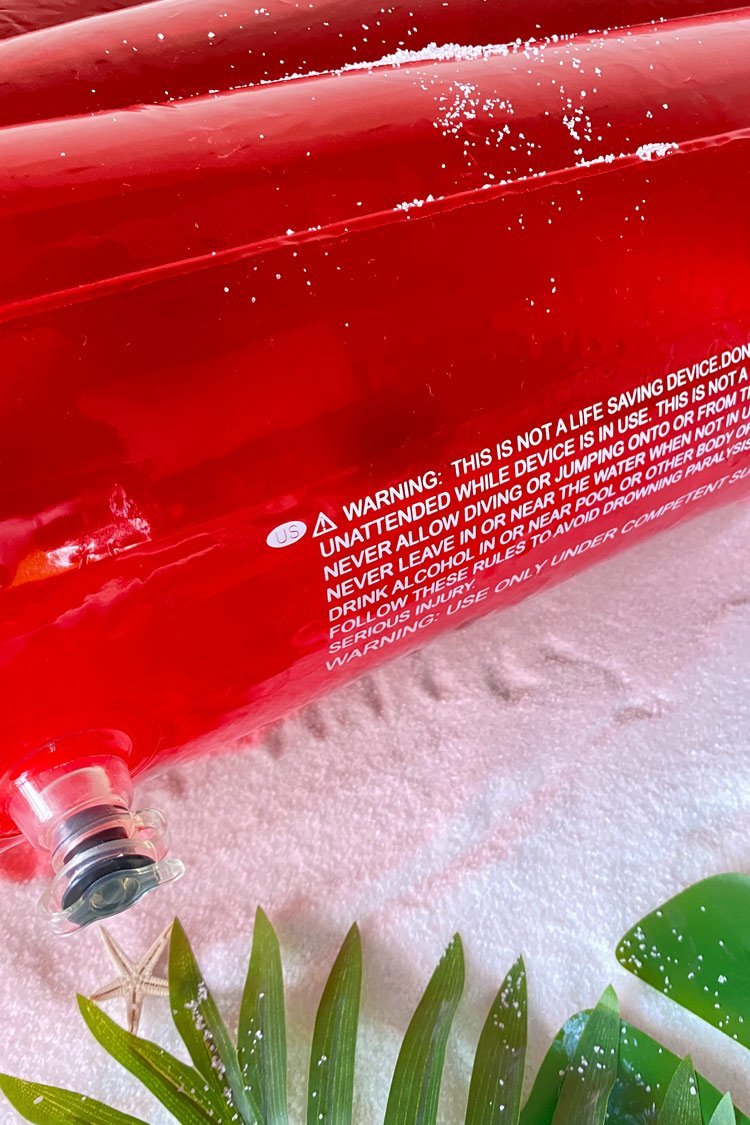 US
⚠ WARNING: THIS IS NOT A LIFE SAVING DEVICE.DON
UNATTENDED WHILE DEVICE IS IN USE. THIS IS NOT A
NEVER ALLOW DIVING OR JUMPING ONTO OR FROM TH
NEVER LEAVE IN OR NEAR THE WATER WHEN NOT IN U
DRINK ALCOHOL IN OR NEAR POOL OR OTHER BODY OF
FOLLOW THESE RULES TO AVOID DROWNING PARALYSIS
SERIOUS INJURY.
WARNING: USE ONLY UNDER COMPETENT SU